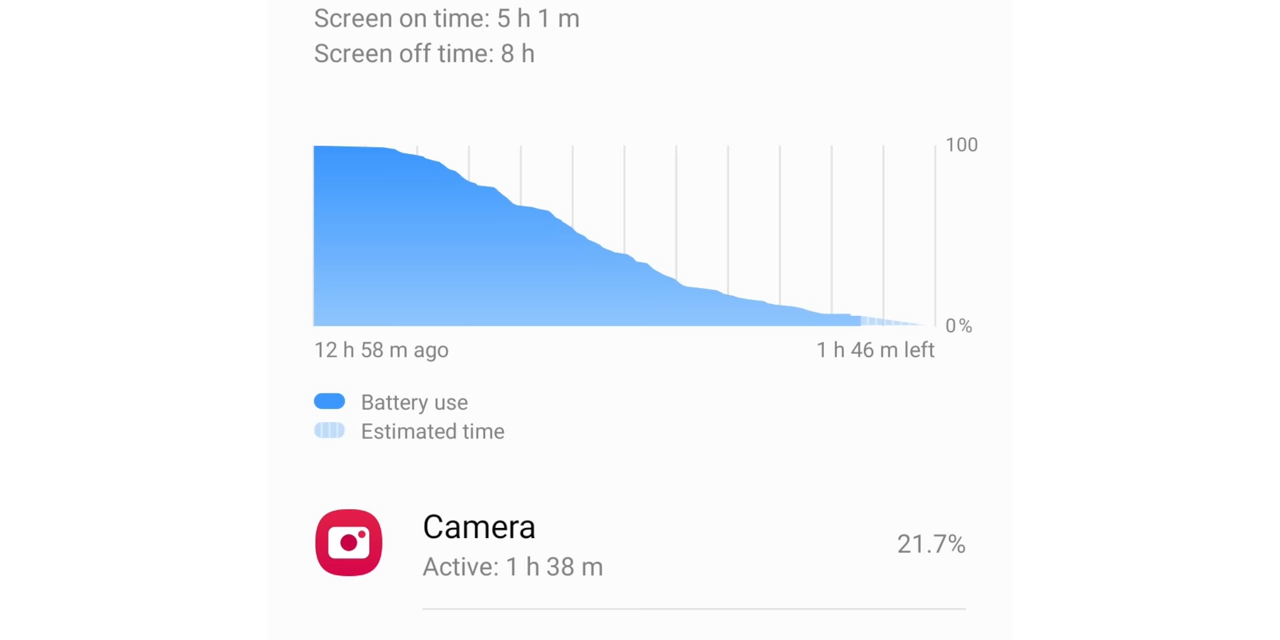 Screen on time: 5 h 1 m
Screen off time: 8 h
100
0%
12 h 58 m ago
1 h 46 m left
Battery use
Estimated time
Camera
21.7%
Active: 1 h 38 m